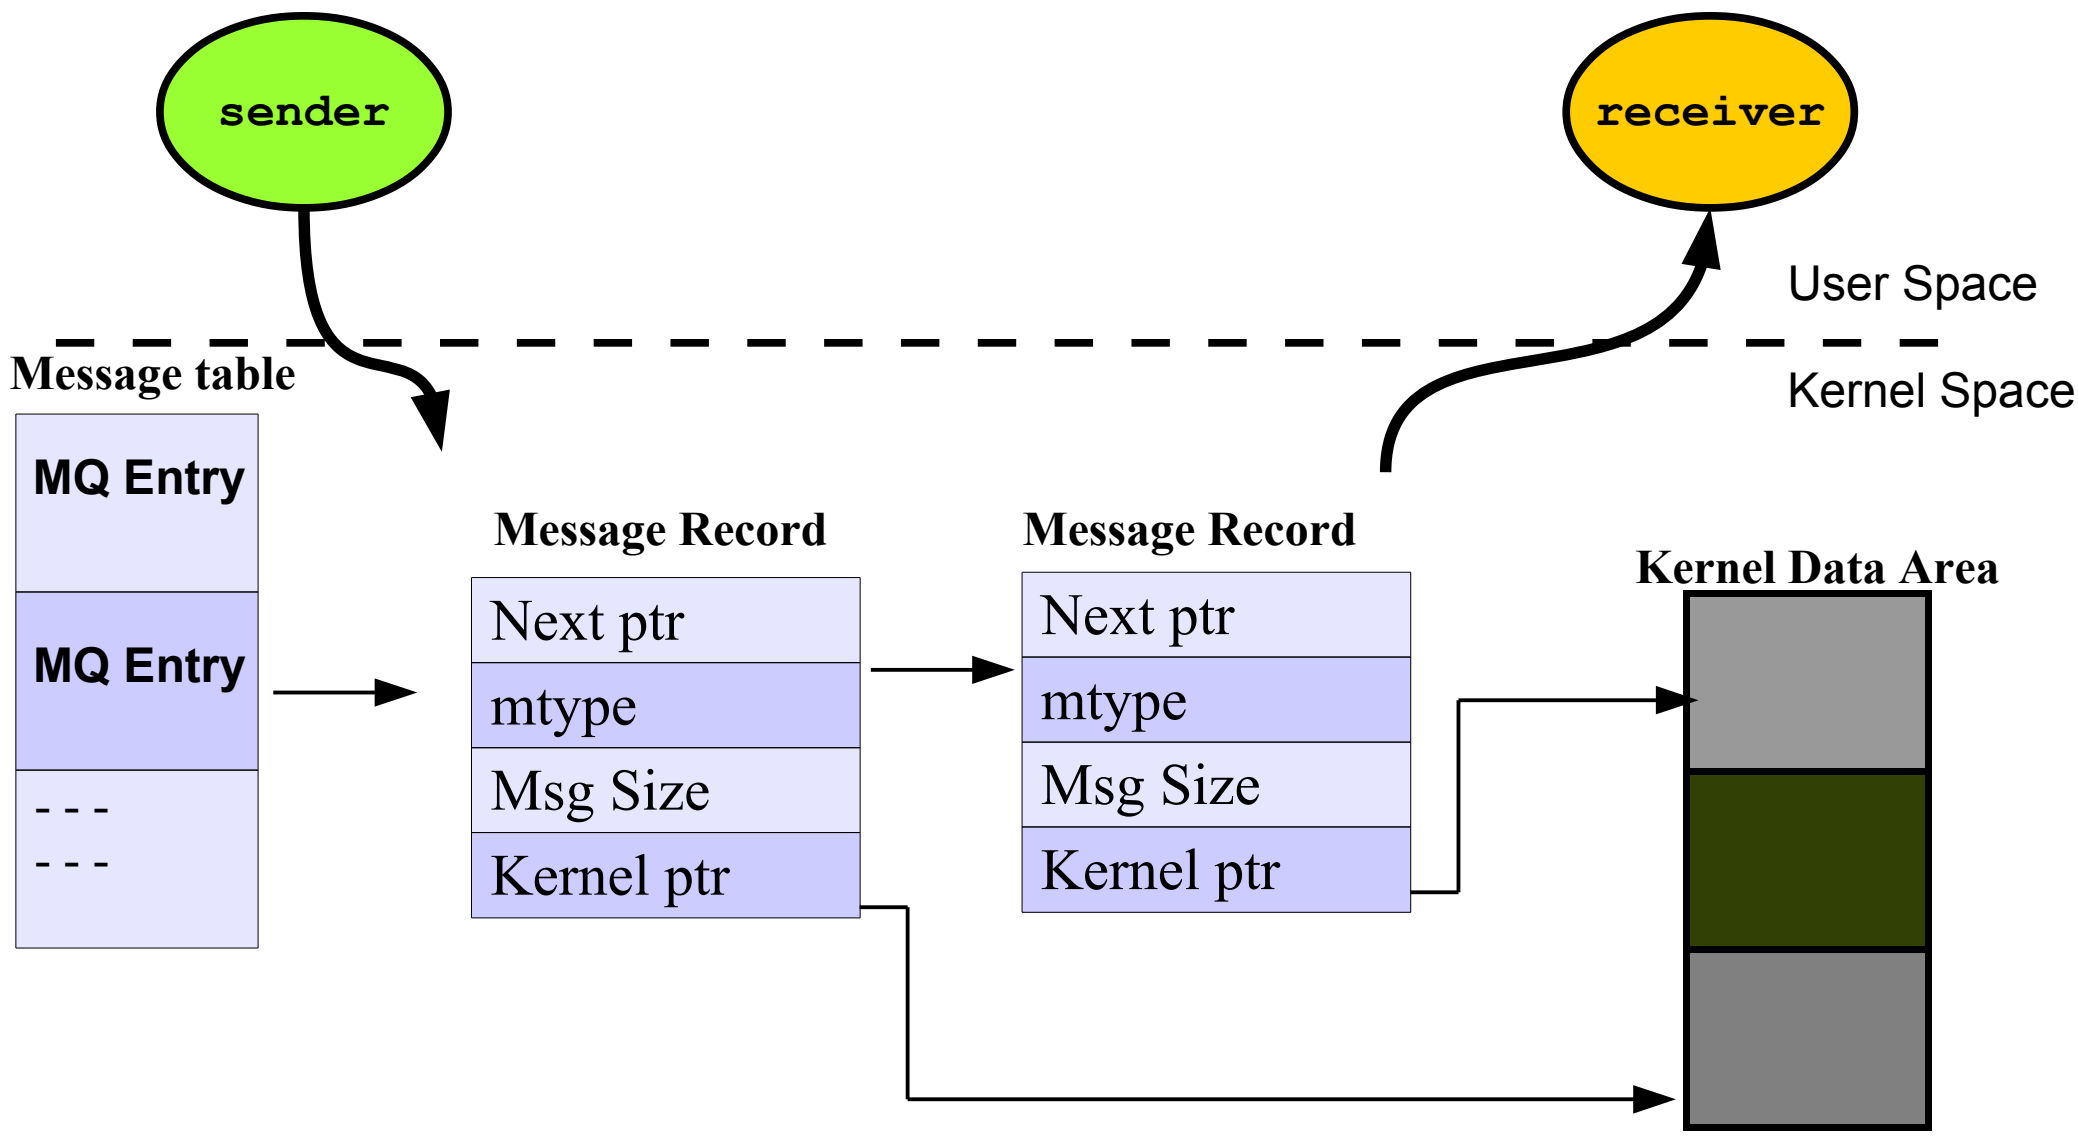 sender
receiver
User Space
Kernel Space
Message table
MQ Entry
MQ Entry
- - -
- - -
Message Record
Next ptr
mtype
Msg Size
Kernel ptr
Message Record
Next ptr
mtype
Msg Size
Kernel ptr
Kernel Data Area